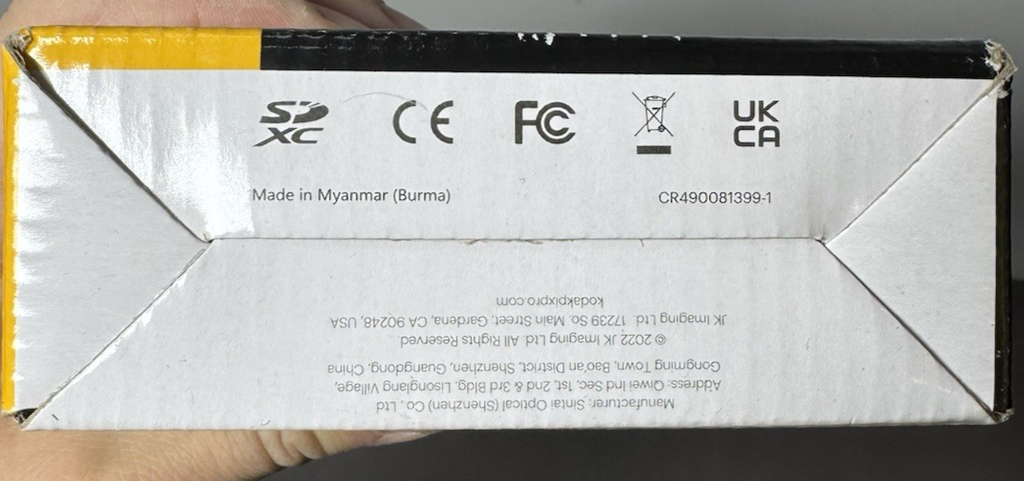 SD
XC
CE
FC
UK
CA
Made in Myanmar (Burma)
CR490081399-1
Manufacturer: Sintai Optical (Shenzhen) Co., Ltd
Address: Qiwei Ind Sec, 1st, 2nd & 3rd Bldg, Lisonglang Village,
Gongming Town, Bao'an District, Shenzhen, Guangdong, China
© 2022 JK Imaging Ltd. All Rights Reserved.
JK Imaging Ltd. 17239 So. Main Street, Gardena, CA 90248, USA
kodakpixpro.com